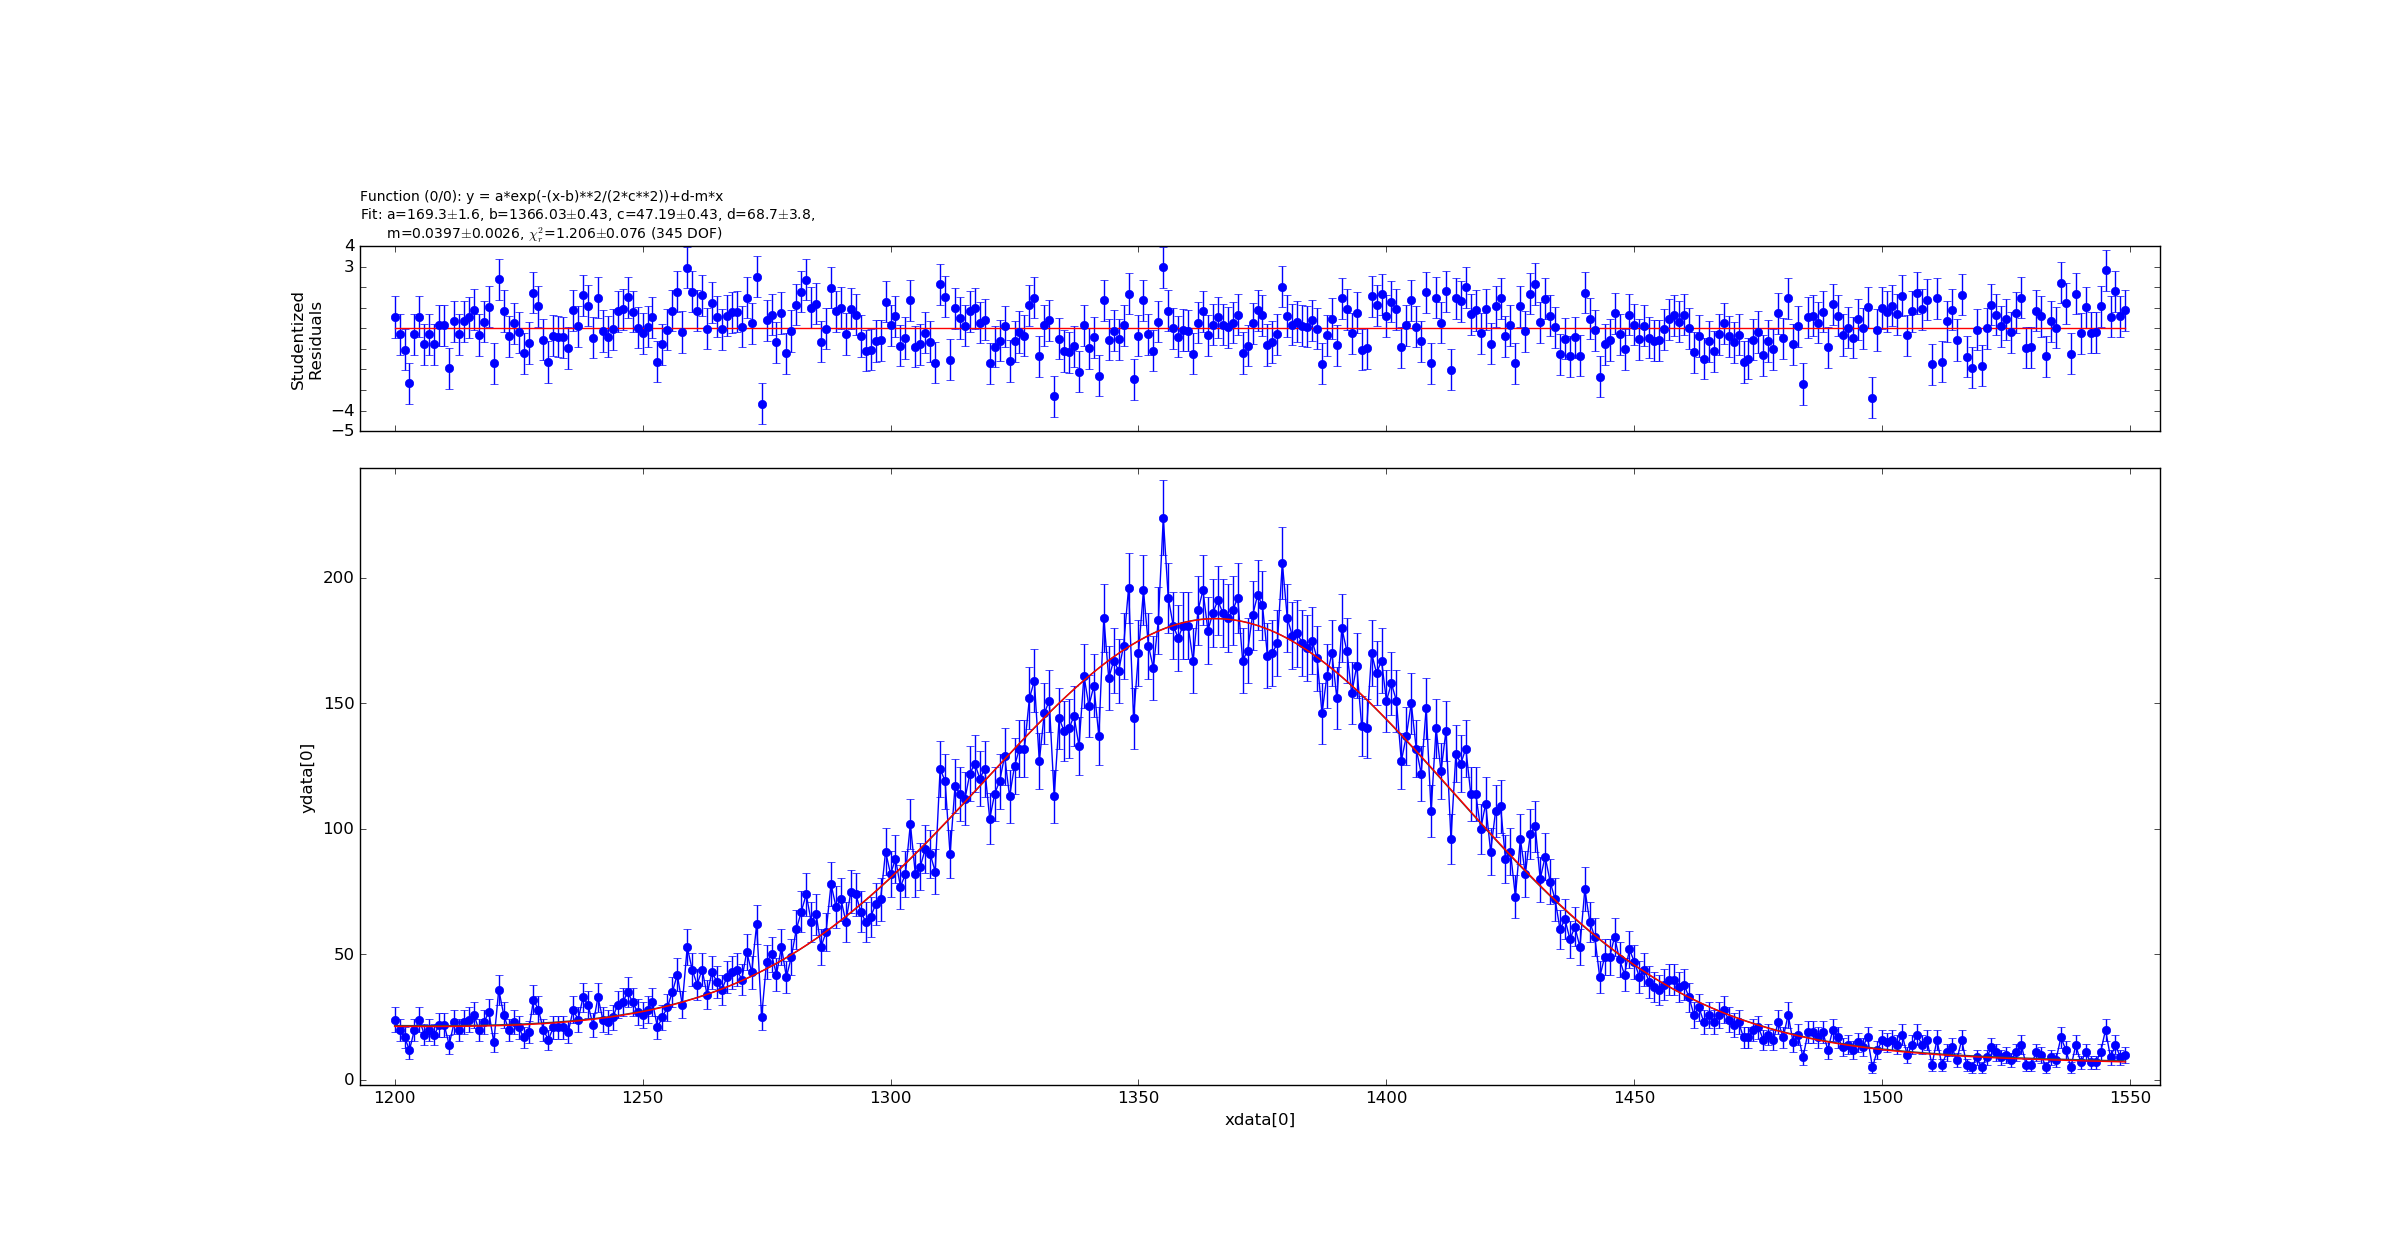 Function (0/0): y = a*exp(-(x-b)**2/(2*c**2))+d-m*x
Fit: a=169.3±1.6, b=1366.03±0.43, c=47.19±0.43, d=68.7±3.8,
m=0.0397±0.0026, χ²ᵣ=1.206±0.076 (345 DOF)
4
3
Studentized
Residuals
−4
−5
200
150
ydata[0]
100
50
0
1200 1250 1300 1350 1400 1450 1500 1550
xdata[0]